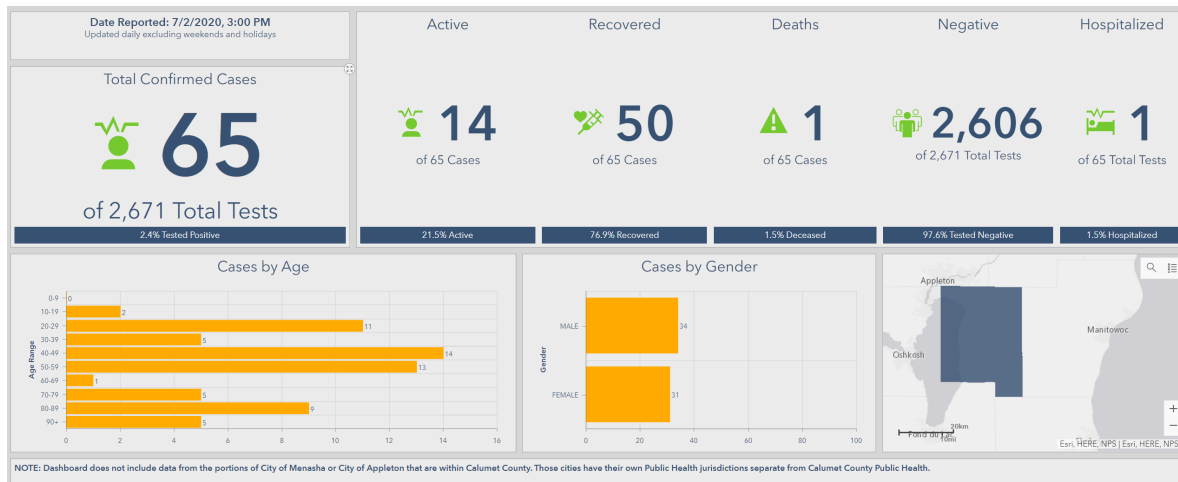 Date Reported: 7/2/2020, 3:00 PM
Updated daily excluding weekends and holidays
Total Confirmed Cases
65
of 2,671 Total Tests
2.4% Tested Positive
Active
14
of 65 Cases
21.5% Active
Recovered
50
of 65 Cases
76.9% Recovered
Deaths
1
of 65 Cases
1.5% Deceased
Negative
2,606
of 2,671 Total Tests
97.6% Tested Negative
Hospitalized
1
of 65 Total Tests
1.5% Hospitalized
Cases by Age
Age Range
0-9 0
10-19 2
20-29 11
30-39 5
40-49 14
50-59 13
60-69 1
70-79 5
80-89 9
90+ 5
0 2 4 6 8 10 12 14 16
Cases by Gender
Gender
MALE 34
FEMALE 31
0 20 40 60 80 100
Appleton
Manitowoc
Oshkosh
20km
Fond du Lac
10mi
+
−
Esri, HERE, NPS | Esri, HERE, NPS
NOTE: Dashboard does not include data from the portions of City of Menasha or City of Appleton that are within Calumet County. Those cities have their own Public Health jurisdictions separate from Calumet County Public Health.